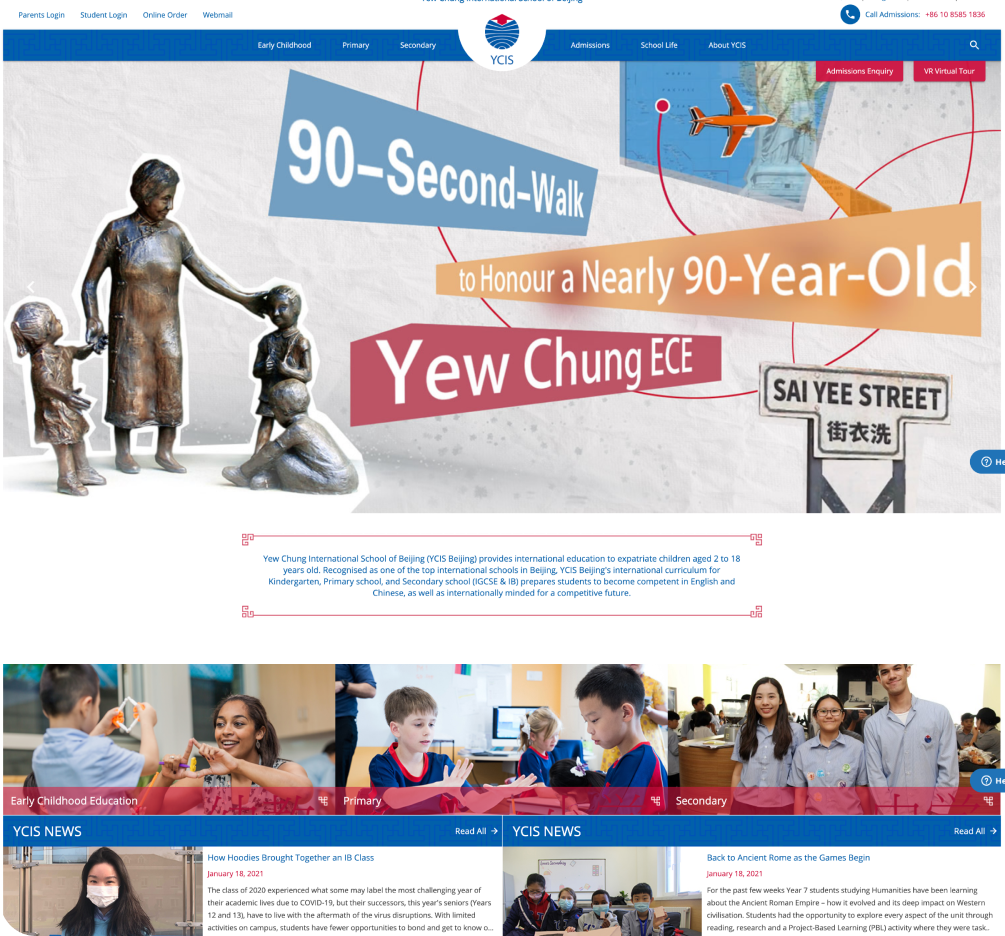 Yew Chung International School of Beijing
Parents Login Student Login Online Order Webmail
Call Admissions: +86 10 8585 1836
Early Childhood Primary Secondary
YCIS
Admissions School Life About YCIS
Admissions Enquiry VR Virtual Tour
90-Second-Walk
to Honour a Nearly 90-Year-Old
Yew Chung ECE
SAI YEE STREET
街衣洗
He
Yew Chung International School of Beijing (YCIS Beijing) provides international education to expatriate children aged 2 to 18
years old. Recognised as one of the top international schools in Beijing, YCIS Beijing's international curriculum for
Kindergarten, Primary school, and Secondary school (IGCSE & IB) prepares students to become competent in English and
Chinese, as well as internationally minded for a competitive future.
He
Early Childhood Education
Primary
Secondary
YCIS NEWS Read All →
How Hoodies Brought Together an IB Class
January 18, 2021
The class of 2020 experienced what some may label the most challenging year of
their academic lives due to COVID-19, but their successors, this year's seniors (Years
12 and 13), have to live with the aftermath of the virus disruptions. With limited
activities on campus, students have fewer opportunities to bond and get to know o...
YCIS NEWS Read All →
Back to Ancient Rome as the Games Begin
January 18, 2021
For the past few weeks Year 7 students studying Humanities have been learning
about the Ancient Roman Empire – how it evolved and its deep impact on Western
civilisation. Students had the opportunity to explore every aspect of the unit through
reading, research and a Project-Based Learning (PBL) activity where they were task..